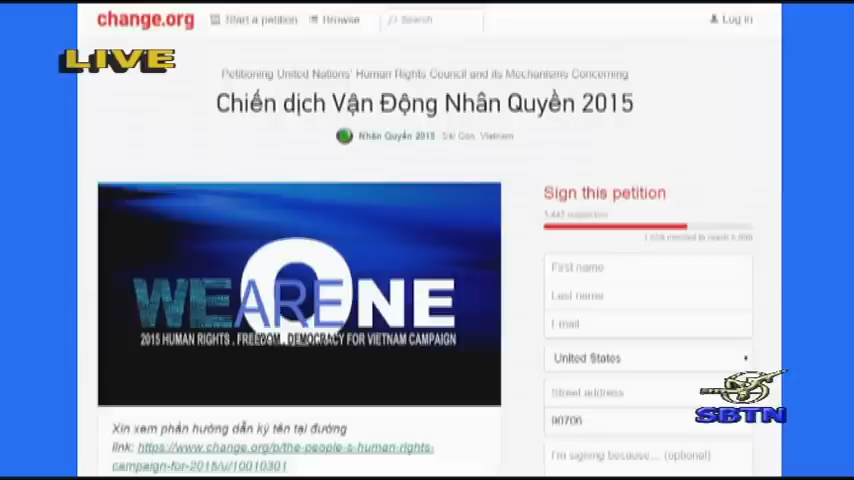 change.org
Start a petition
Browse
Search
Log In
LIVE
Petitioning United Nations' Human Rights Council and its Mechanisms Concerning
Chiến dịch Vận Động Nhân Quyền 2015
Nhân Quyền 2015 Sài Gòn, Vietnam
Sign this petition
First name
Last name
Email
United States
Street address
I'm signing because... (optional)
WE ARE ONE
2015 HUMAN RIGHTS . FREEDOM . DEMOCRACY FOR VIETNAM CAMPAIGN
SBTN
Xin xem phần hướng dẫn ký tên tại đường
link: https://www.change.org/p/the-people-s-human-rights-
campaign-for-2015/u/10010301